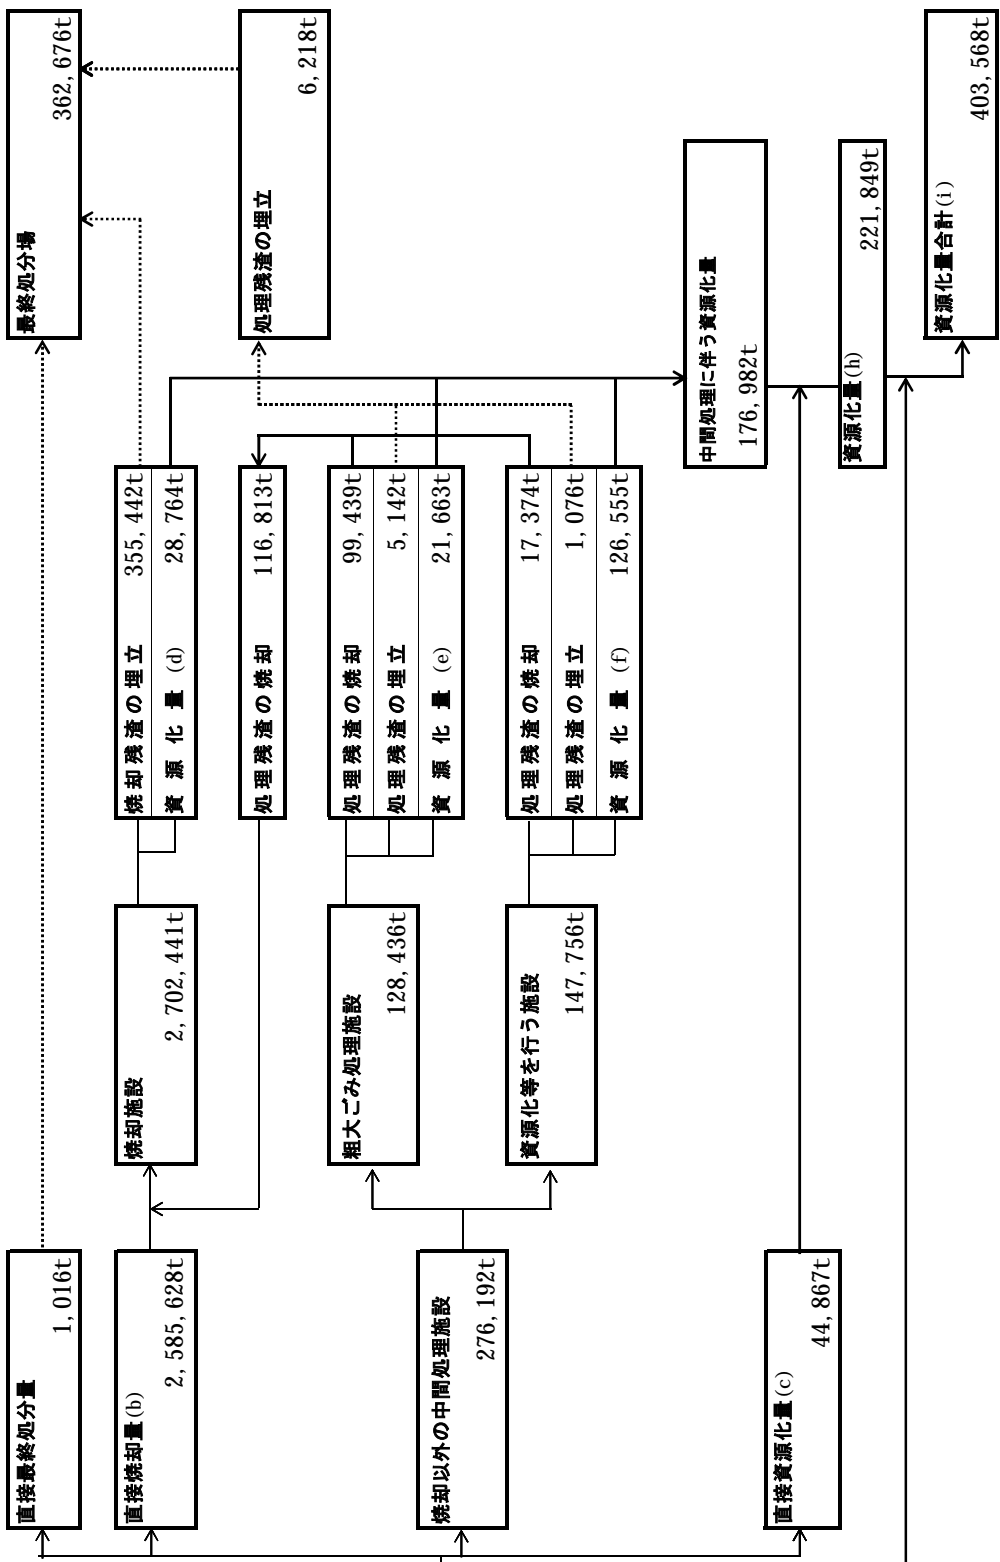 直接最終処分量
1,016t
直接焼却量(b)
2,585,628t
焼却以外の中間処理施設
276,192t
直接資源化量(c)
44,867t
焼却施設
2,702,441t
粗大ごみ処理施設
128,436t
資源化等を行う施設
147,756t
焼却残渣の埋立 355,442t
資源化量(d) 28,764t
処理残渣の焼却 116,813t
処理残渣の焼却 99,439t
処理残渣の埋立 5,142t
資源化量(e) 21,663t
処理残渣の焼却 17,374t
処理残渣の埋立 1,076t
資源化量(f) 126,555t
最終処分場
362,676t
処理残渣の埋立
6,218t
中間処理に伴う資源化量
176,982t
資源化量(h)
221,849t
資源化量合計(i)
403,568t